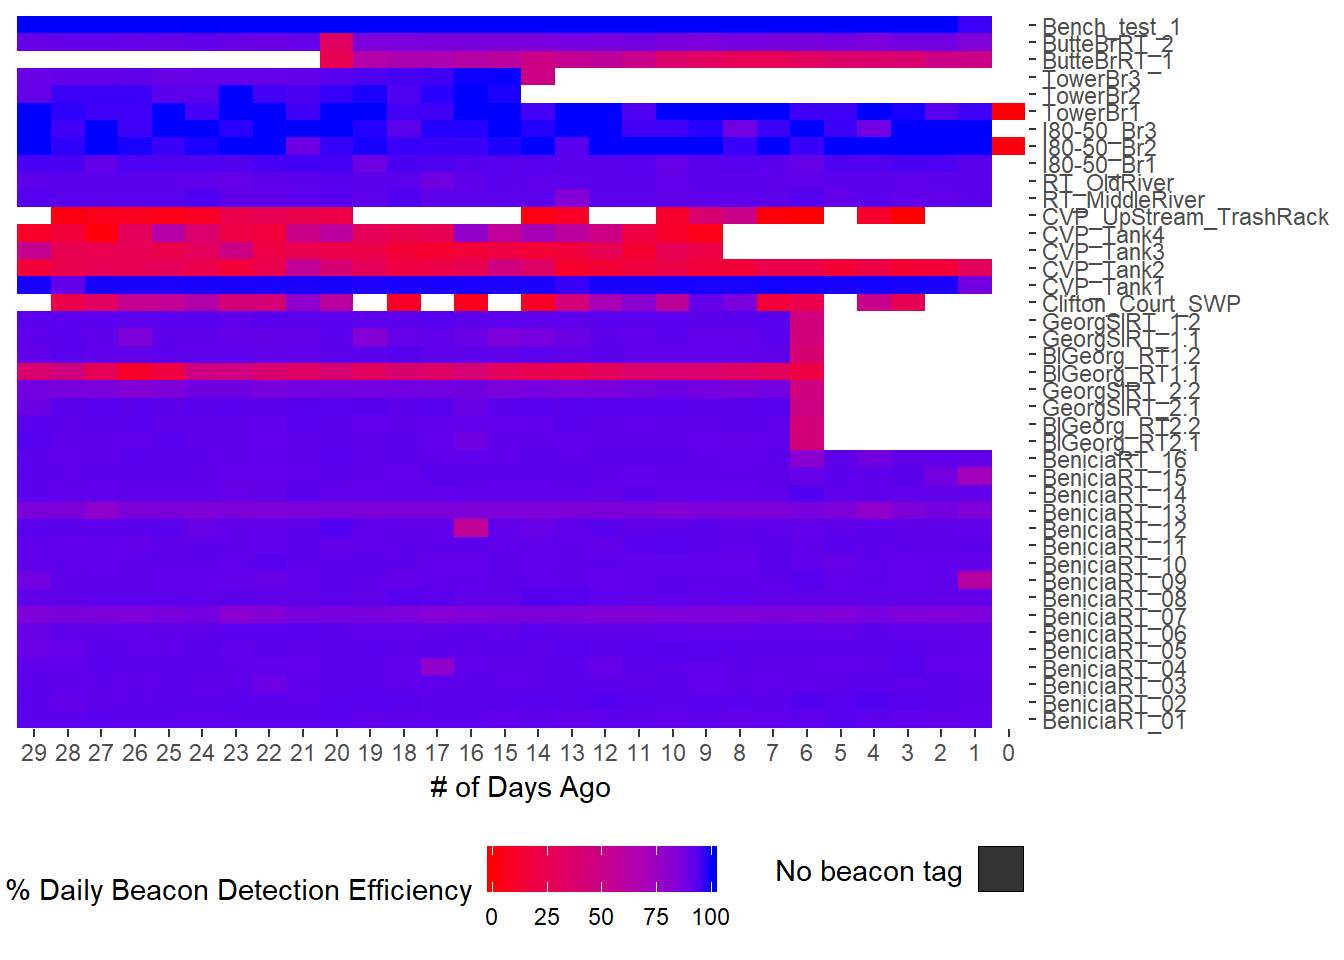 Bench_test_1
ButteBrRT_2
ButteBrRT_1
TowerBr3
TowerBr2
TowerBr1
I80-50_Br3
I80-50_Br2
I80-50_Br1
RT_OldRiver
RT_MiddleRiver
CVP_UpStream_TrashRack
CVP_Tank4
CVP_Tank3
CVP_Tank2
CVP_Tank1
Clifton_Court_SWP
GeorgSlRT_1.2
GeorgSlRT_1.1
BlGeorg_RT1.2
BlGeorg_RT1.1
GeorgSlRT_2.2
GeorgSlRT_2.1
BlGeorg_RT2.2
BlGeorg_RT2.1
BeniciaRT_16
BeniciaRT_15
BeniciaRT_14
BeniciaRT_13
BeniciaRT_12
BeniciaRT_11
BeniciaRT_10
BeniciaRT_09
BeniciaRT_08
BeniciaRT_07
BeniciaRT_06
BeniciaRT_05
BeniciaRT_04
BeniciaRT_03
BeniciaRT_02
BeniciaRT_01
29 28 27 26 25 24 23 22 21 20 19 18 17 16 15 14 13 12 11 10 9 8 7 6 5 4 3 2 1 0
# of Days Ago
% Daily Beacon Detection Efficiency
0 25 50 75 100
No beacon tag